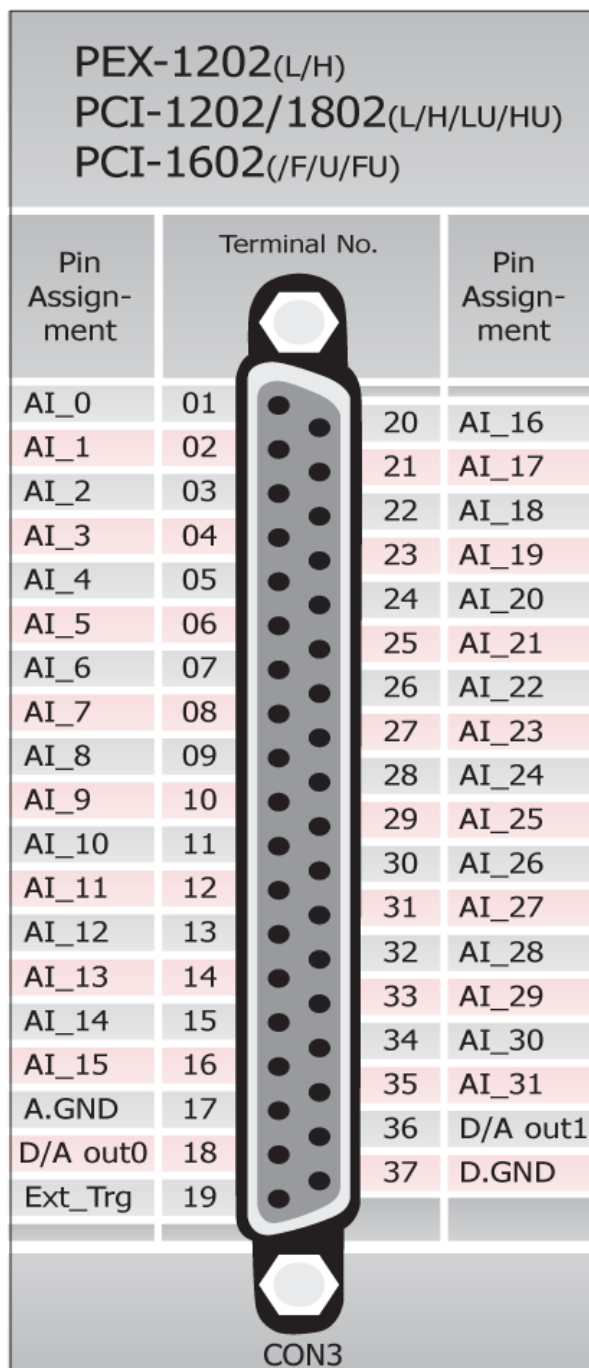 PEX-1202(L/H)
PCI-1202/1802(L/H/LU/HU)
PCI-1602(/F/U/FU)
Pin
Assign-
ment
Terminal No.
Pin
Assign-
ment
AI_0 01
20 AI_16
AI_1 02
21 AI_17
AI_2 03
22 AI_18
AI_3 04
23 AI_19
AI_4 05
24 AI_20
AI_5 06
25 AI_21
AI_6 07
26 AI_22
AI_7 08
27 AI_23
AI_8 09
28 AI_24
AI_9 10
29 AI_25
AI_10 11
30 AI_26
AI_11 12
31 AI_27
AI_12 13
32 AI_28
AI_13 14
33 AI_29
AI_14 15
34 AI_30
AI_15 16
35 AI_31
A.GND 17
36 D/A out1
D/A out0 18
37 D.GND
Ext_Trg 19
CON3